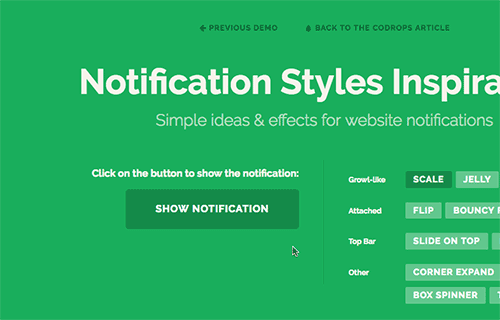 PREVIOUS DEMO BACK TO THE CODROPS ARTICLE
Notification Styles Inspira
Simple ideas & effects for website notifications
Click on the button to show the notification:
SHOW NOTIFICATION
Growl-like SCALE JELLY
Attached FLIP BOUNCY
Top Bar SLIDE ON TOP
Other CORNER EXPAND
BOX SPINNER